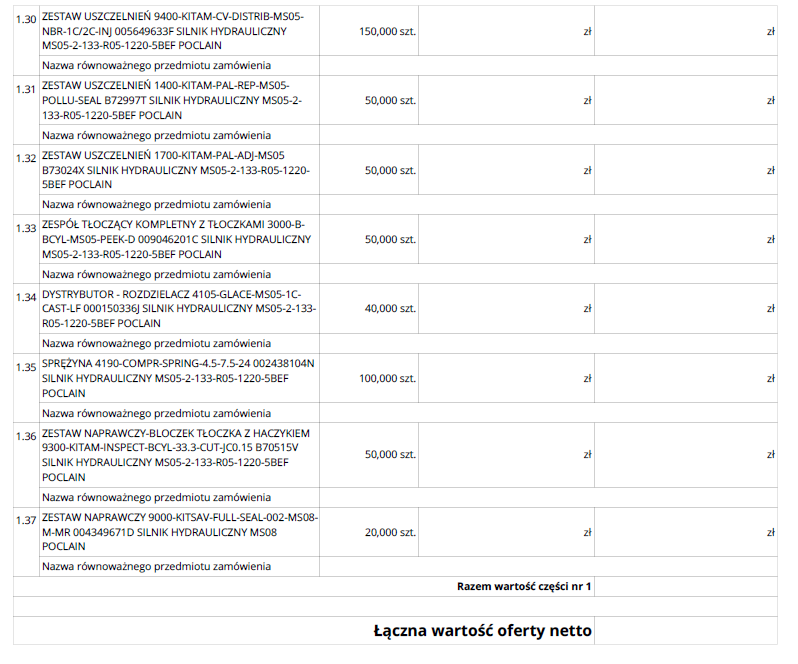 1.30 ZESTAW USZCZELNIEŃ 9400-KITAM-CV-DISTRIB-MS05-
NBR-1C/2C-INJ 005649633F SILNIK HYDRAULICZNY 150,000 szt. zł zł
MS05-2-133-R05-1220-5BEF POCLAIN
Nazwa równoważnego przedmiotu zamówienia
1.31 ZESTAW USZCZELNIEŃ 1400-KITAM-PAL-REP-MS05-
POLLU-SEAL B72997T SILNIK HYDRAULICZNY MS05-2- 50,000 szt. zł zł
133-R05-1220-5BEF POCLAIN
Nazwa równoważnego przedmiotu zamówienia
1.32 ZESTAW USZCZELNIEŃ 1700-KITAM-PAL-ADJ-MS05
B73024X SILNIK HYDRAULICZNY MS05-2-133-R05-1220- 50,000 szt. zł zł
5BEF POCLAIN
Nazwa równoważnego przedmiotu zamówienia
1.33 ZESPÓŁ TŁOCZĄCY KOMPLETNY Z TŁOCZKAMI 3000-B-
BCYL-MS05-PEEK-D 009046201C SILNIK HYDRAULICZNY 50,000 szt. zł zł
MS05-2-133-R05-1220-5BEF POCLAIN
Nazwa równoważnego przedmiotu zamówienia
1.34 DYSTRYBUTOR - ROZDZIELACZ 4105-GLACE-MS05-1C-
CAST-LF 000150336J SILNIK HYDRAULICZNY MS05-2-133- 40,000 szt. zł zł
R05-1220-5BEF POCLAIN
Nazwa równoważnego przedmiotu zamówienia
1.35 SPRĘŻYNA 4190-COMPR-SPRING-4.5-7.5-24 002438104N
SILNIK HYDRAULICZNY MS05-2-133-R05-1220-5BEF 100,000 szt. zł zł
POCLAIN
Nazwa równoważnego przedmiotu zamówienia
1.36 ZESTAW NAPRAWCZY-BLOCZEK TŁOCZKA Z HACZYKIEM
9300-KITAM-INSPECT-BCYL-33.3-CUT-JC0.15 B70515V 50,000 szt. zł zł
SILNIK HYDRAULICZNY MS05-2-133-R05-1220-5BEF
POCLAIN
Nazwa równoważnego przedmiotu zamówienia
1.37 ZESTAW NAPRAWCZY 9000-KITSAV-FULL-SEAL-002-MS08-
M-MR 004349671D SILNIK HYDRAULICZNY MS08 20,000 szt. zł zł
POCLAIN
Nazwa równoważnego przedmiotu zamówienia
Razem wartość części nr 1
Łączna wartość oferty netto